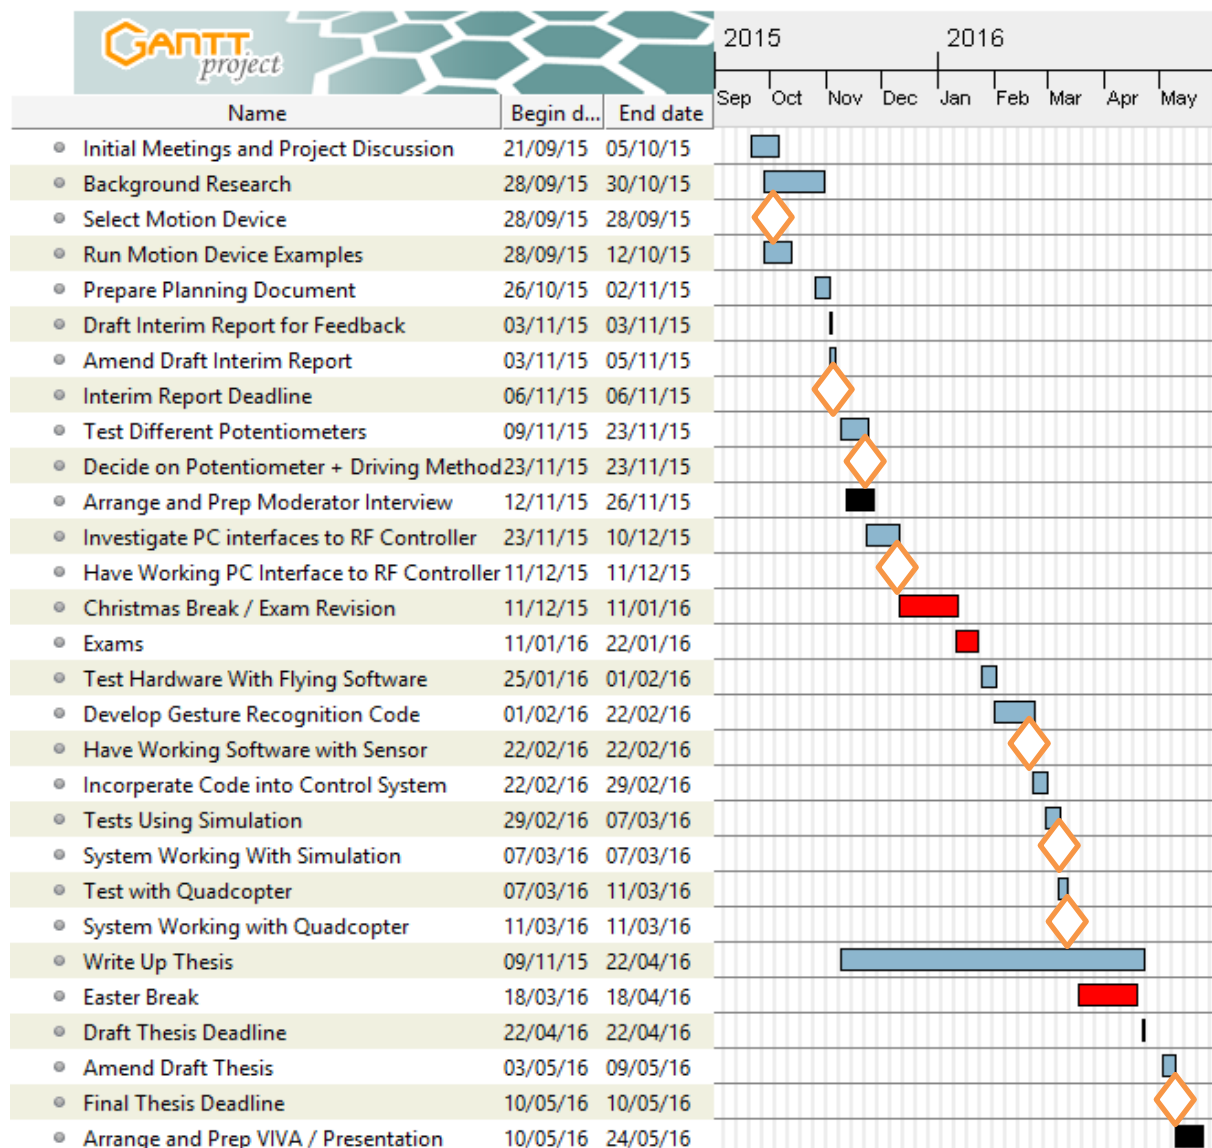 GANTT
project
2015 2016
Sep Oct Nov Dec Jan Feb Mar Apr May
Name Begin d... End date
Initial Meetings and Project Discussion 21/09/15 05/10/15
Background Research 28/09/15 30/10/15
Select Motion Device 28/09/15 28/09/15
Run Motion Device Examples 28/09/15 12/10/15
Prepare Planning Document 26/10/15 02/11/15
Draft Interim Report for Feedback 03/11/15 03/11/15
Amend Draft Interim Report 03/11/15 05/11/15
Interim Report Deadline 06/11/15 06/11/15
Test Different Potentiometers 09/11/15 23/11/15
Decide on Potentiometer + Driving Method 23/11/15 23/11/15
Arrange and Prep Moderator Interview 12/11/15 26/11/15
Investigate PC interfaces to RF Controller 23/11/15 10/12/15
Have Working PC Interface to RF Controller 11/12/15 11/12/15
Christmas Break / Exam Revision 11/12/15 11/01/16
Exams 11/01/16 22/01/16
Test Hardware With Flying Software 25/01/16 01/02/16
Develop Gesture Recognition Code 01/02/16 22/02/16
Have Working Software with Sensor 22/02/16 22/02/16
Incorperate Code into Control System 22/02/16 29/02/16
Tests Using Simulation 29/02/16 07/03/16
System Working With Simulation 07/03/16 07/03/16
Test with Quadcopter 07/03/16 11/03/16
System Working with Quadcopter 11/03/16 11/03/16
Write Up Thesis 09/11/15 22/04/16
Easter Break 18/03/16 18/04/16
Draft Thesis Deadline 22/04/16 22/04/16
Amend Draft Thesis 03/05/16 09/05/16
Final Thesis Deadline 10/05/16 10/05/16
Arrange and Prep VIVA / Presentation 10/05/16 24/05/16